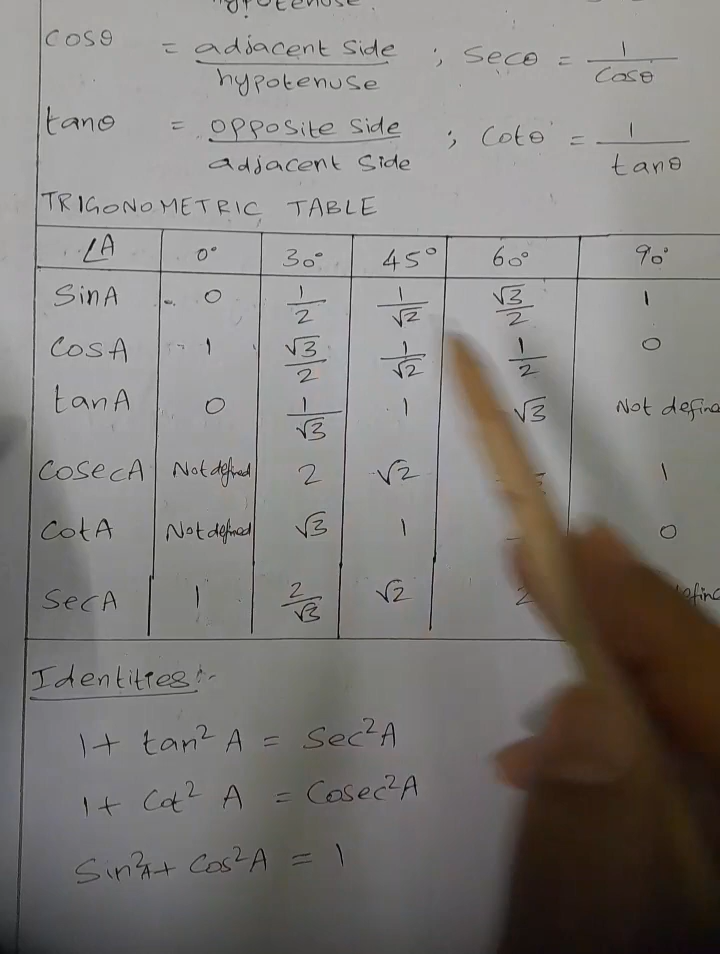 hypotenuse.
cosθ = adjacent side / hypotenuse ; secθ = 1 / cosθ
tanθ = opposite side / adjacent side ; cotθ = 1 / tanθ
TRIGONOMETRIC TABLE
∠A 0° 30° 45° 60° 90°
SinA 0 1/2 1/√2 √3/2 1
CosA 1 √3/2 1/√2 1/2 0
tanA 0 1/√3 1 √3 Not
CosecA Not defined 2 √2 1
CotA Not defined √3 1 0
SecA 1 2/√3 √2 2
Identities:-
1 + tan² A = Sec²A
1 + Cot² A = Cosec²A
Sin²A + Cos²A = 1